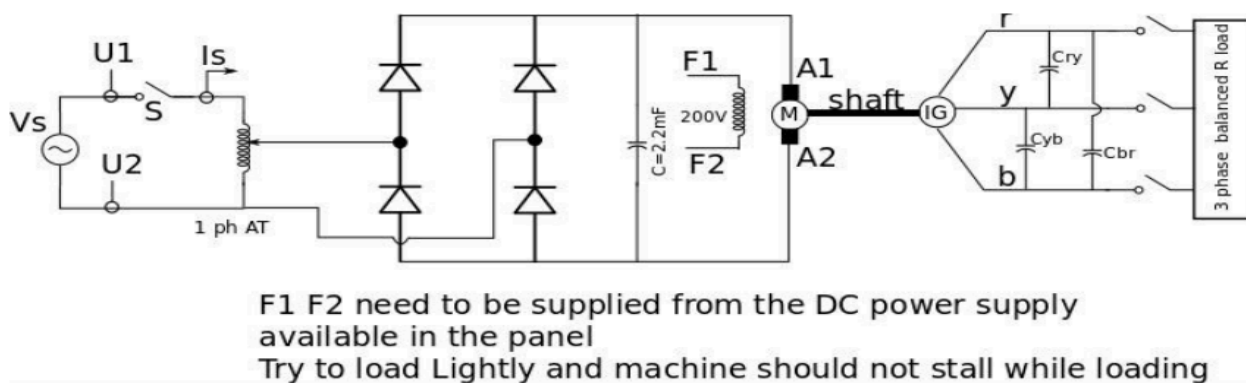 U1
Is
S
Vs
U2
1 ph AT
C=2.2mF
F1
200V
F2
A1
M
A2
shaft
IG
r
y
b
Cry
Cyb
Cbr
3 phase balanced R load
F1 F2 need to be supplied from the DC power supply
available in the panel
Try to load Lightly and machine should not stall while loading